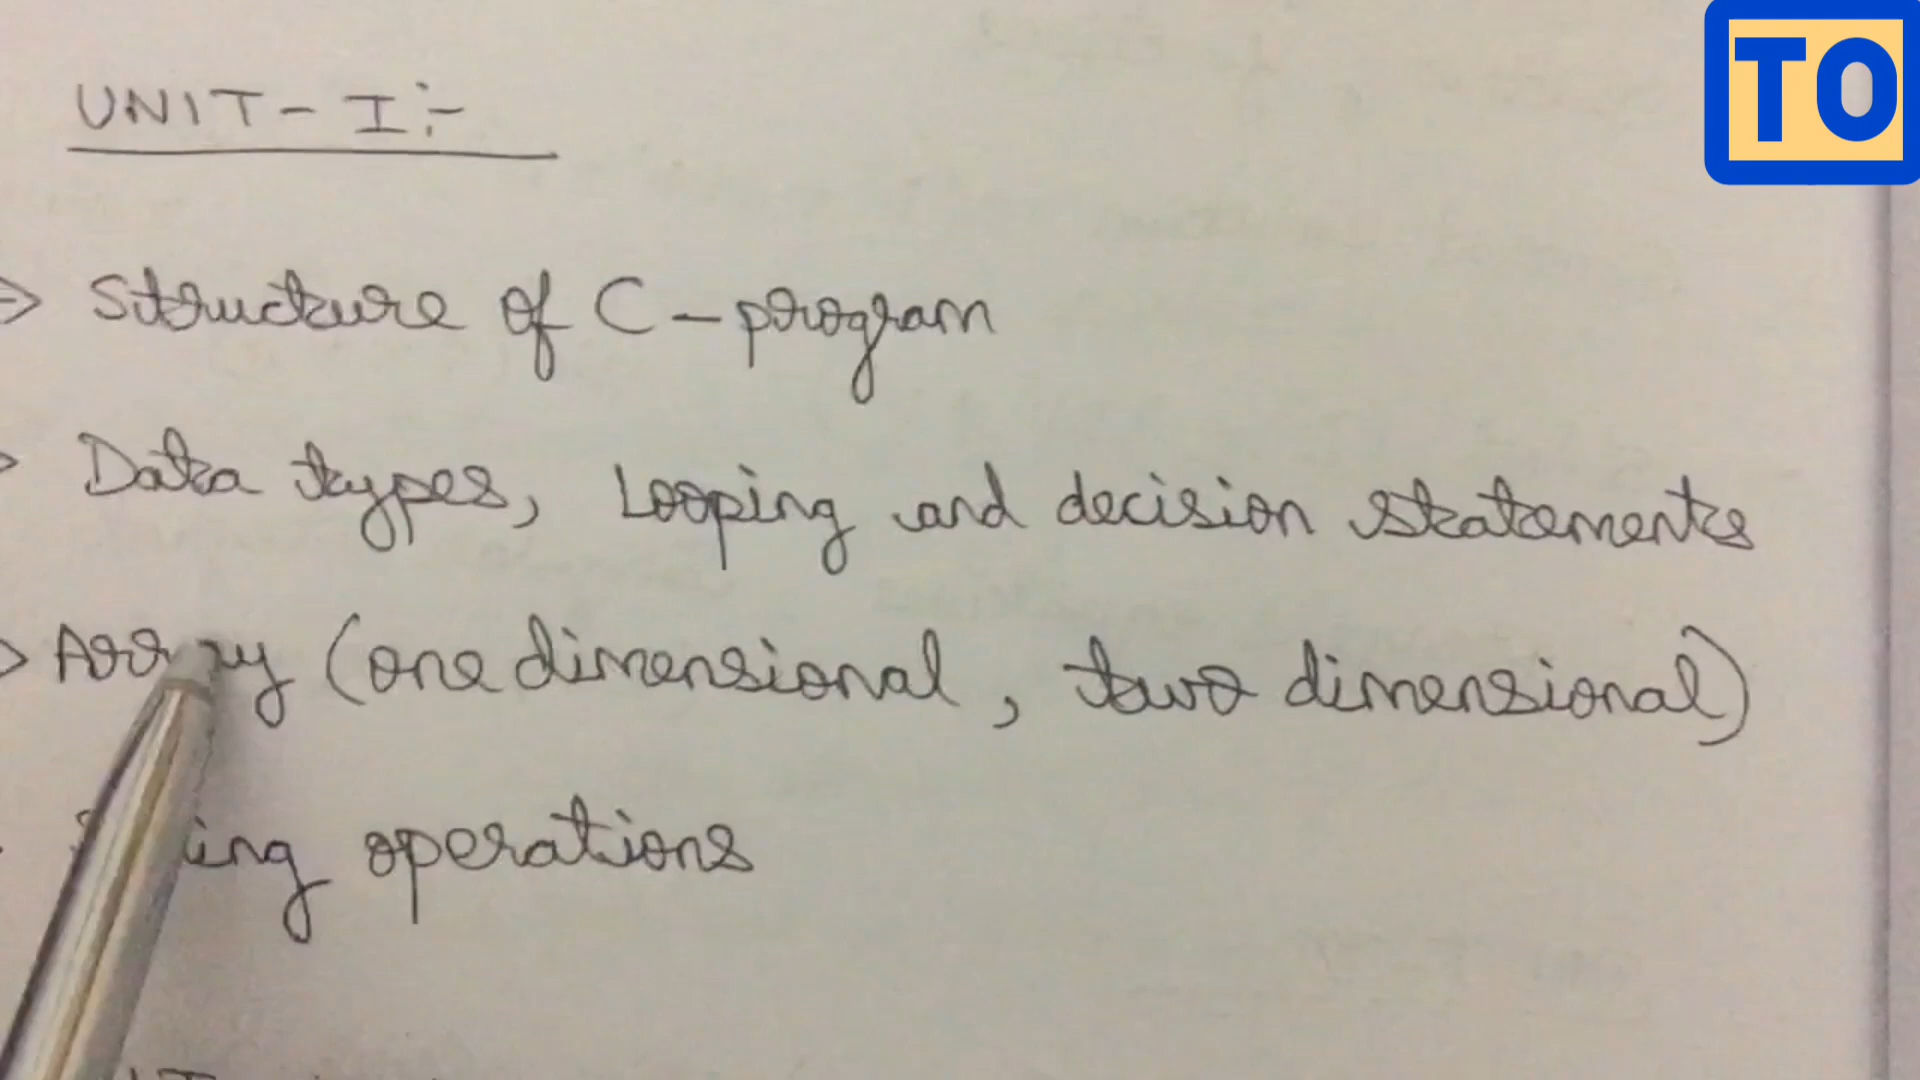 TO
UNIT - I :-
=> Structure of C - program
> Data types, Looping and decision statements
> Array (one dimensional, two dimensional)
operations